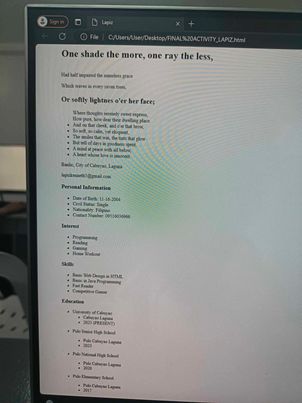 Sign in
Lapiz
File
C:/Users/User/Desktop/FINAL%20ACTIVITY_LAPIZ.html
One shade the more, one ray the less,
Had half impaired the nameless grace
Which waves in every raven tress,
Or softly lightnes o'er her face;
Where thoughts serenely sweet express,
How pure, how dear their dwelling place
And on that cheek, and o'er that brow,
So soft, so calm, yet eloquent,
The smiles that win, the tints that glow
But tell of days in goodness spent,
A mind at peace with all below,
A heart whose love is innocent
City of Cabuyao, Laguna
Personal Information
Date of Birth: 11-16-2004
Civil Status: Single
Nationality: Filipino
Contact Number:
Interest
Programming
Reading
Gaming
Home Workout
Skills
Basic Web Design in HTML
Basic in Java Programming
Fast Reader
Competitive Gamer
Education
University of Cabuyao
Cabuyao Laguna
2023 (PRESENT)
Pulo Senior High School
Pulo Cabuyao Laguna
2023
Pulo National High School
Pulo Cabuyao Laguna
2020
Pulo Elementary School
Pulo Cabuyao Laguna
2017